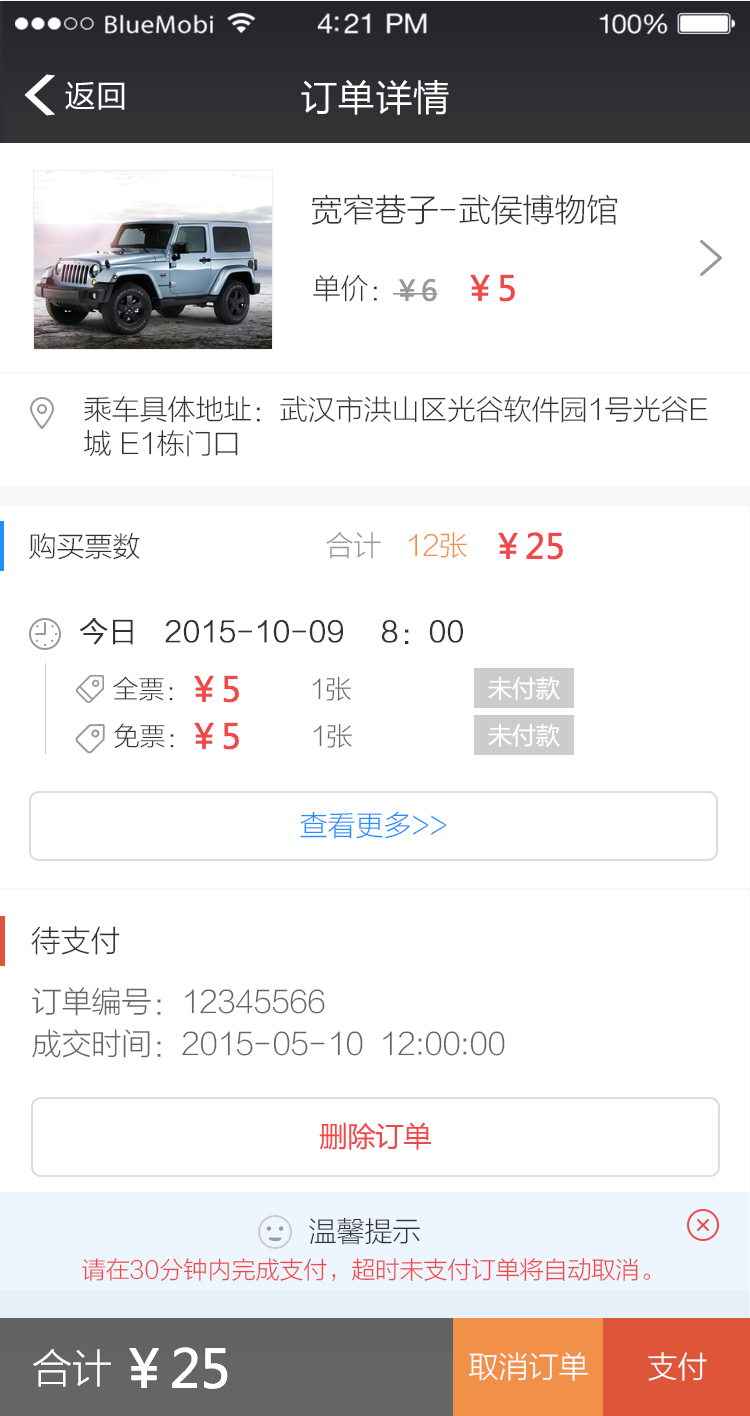 BlueMobi 4:21 PM 100%
返回 订单详情
宽窄巷子-武侯博物馆
单价：¥6 ¥5
乘车具体地址：武汉市洪山区光谷软件园1号光谷E
城 E1栋门口
购买票数 合计 12张 ¥25
今日 2015-10-09 8：00
全票：¥5 1张 未付款
免票：¥5 1张 未付款
查看更多>>
待支付
订单编号：12345566
成交时间：2015-05-10 12:00:00
删除订单
温馨提示
请在30分钟内完成支付，超时未支付订单将自动取消。
合计 ¥25 取消订单 支付